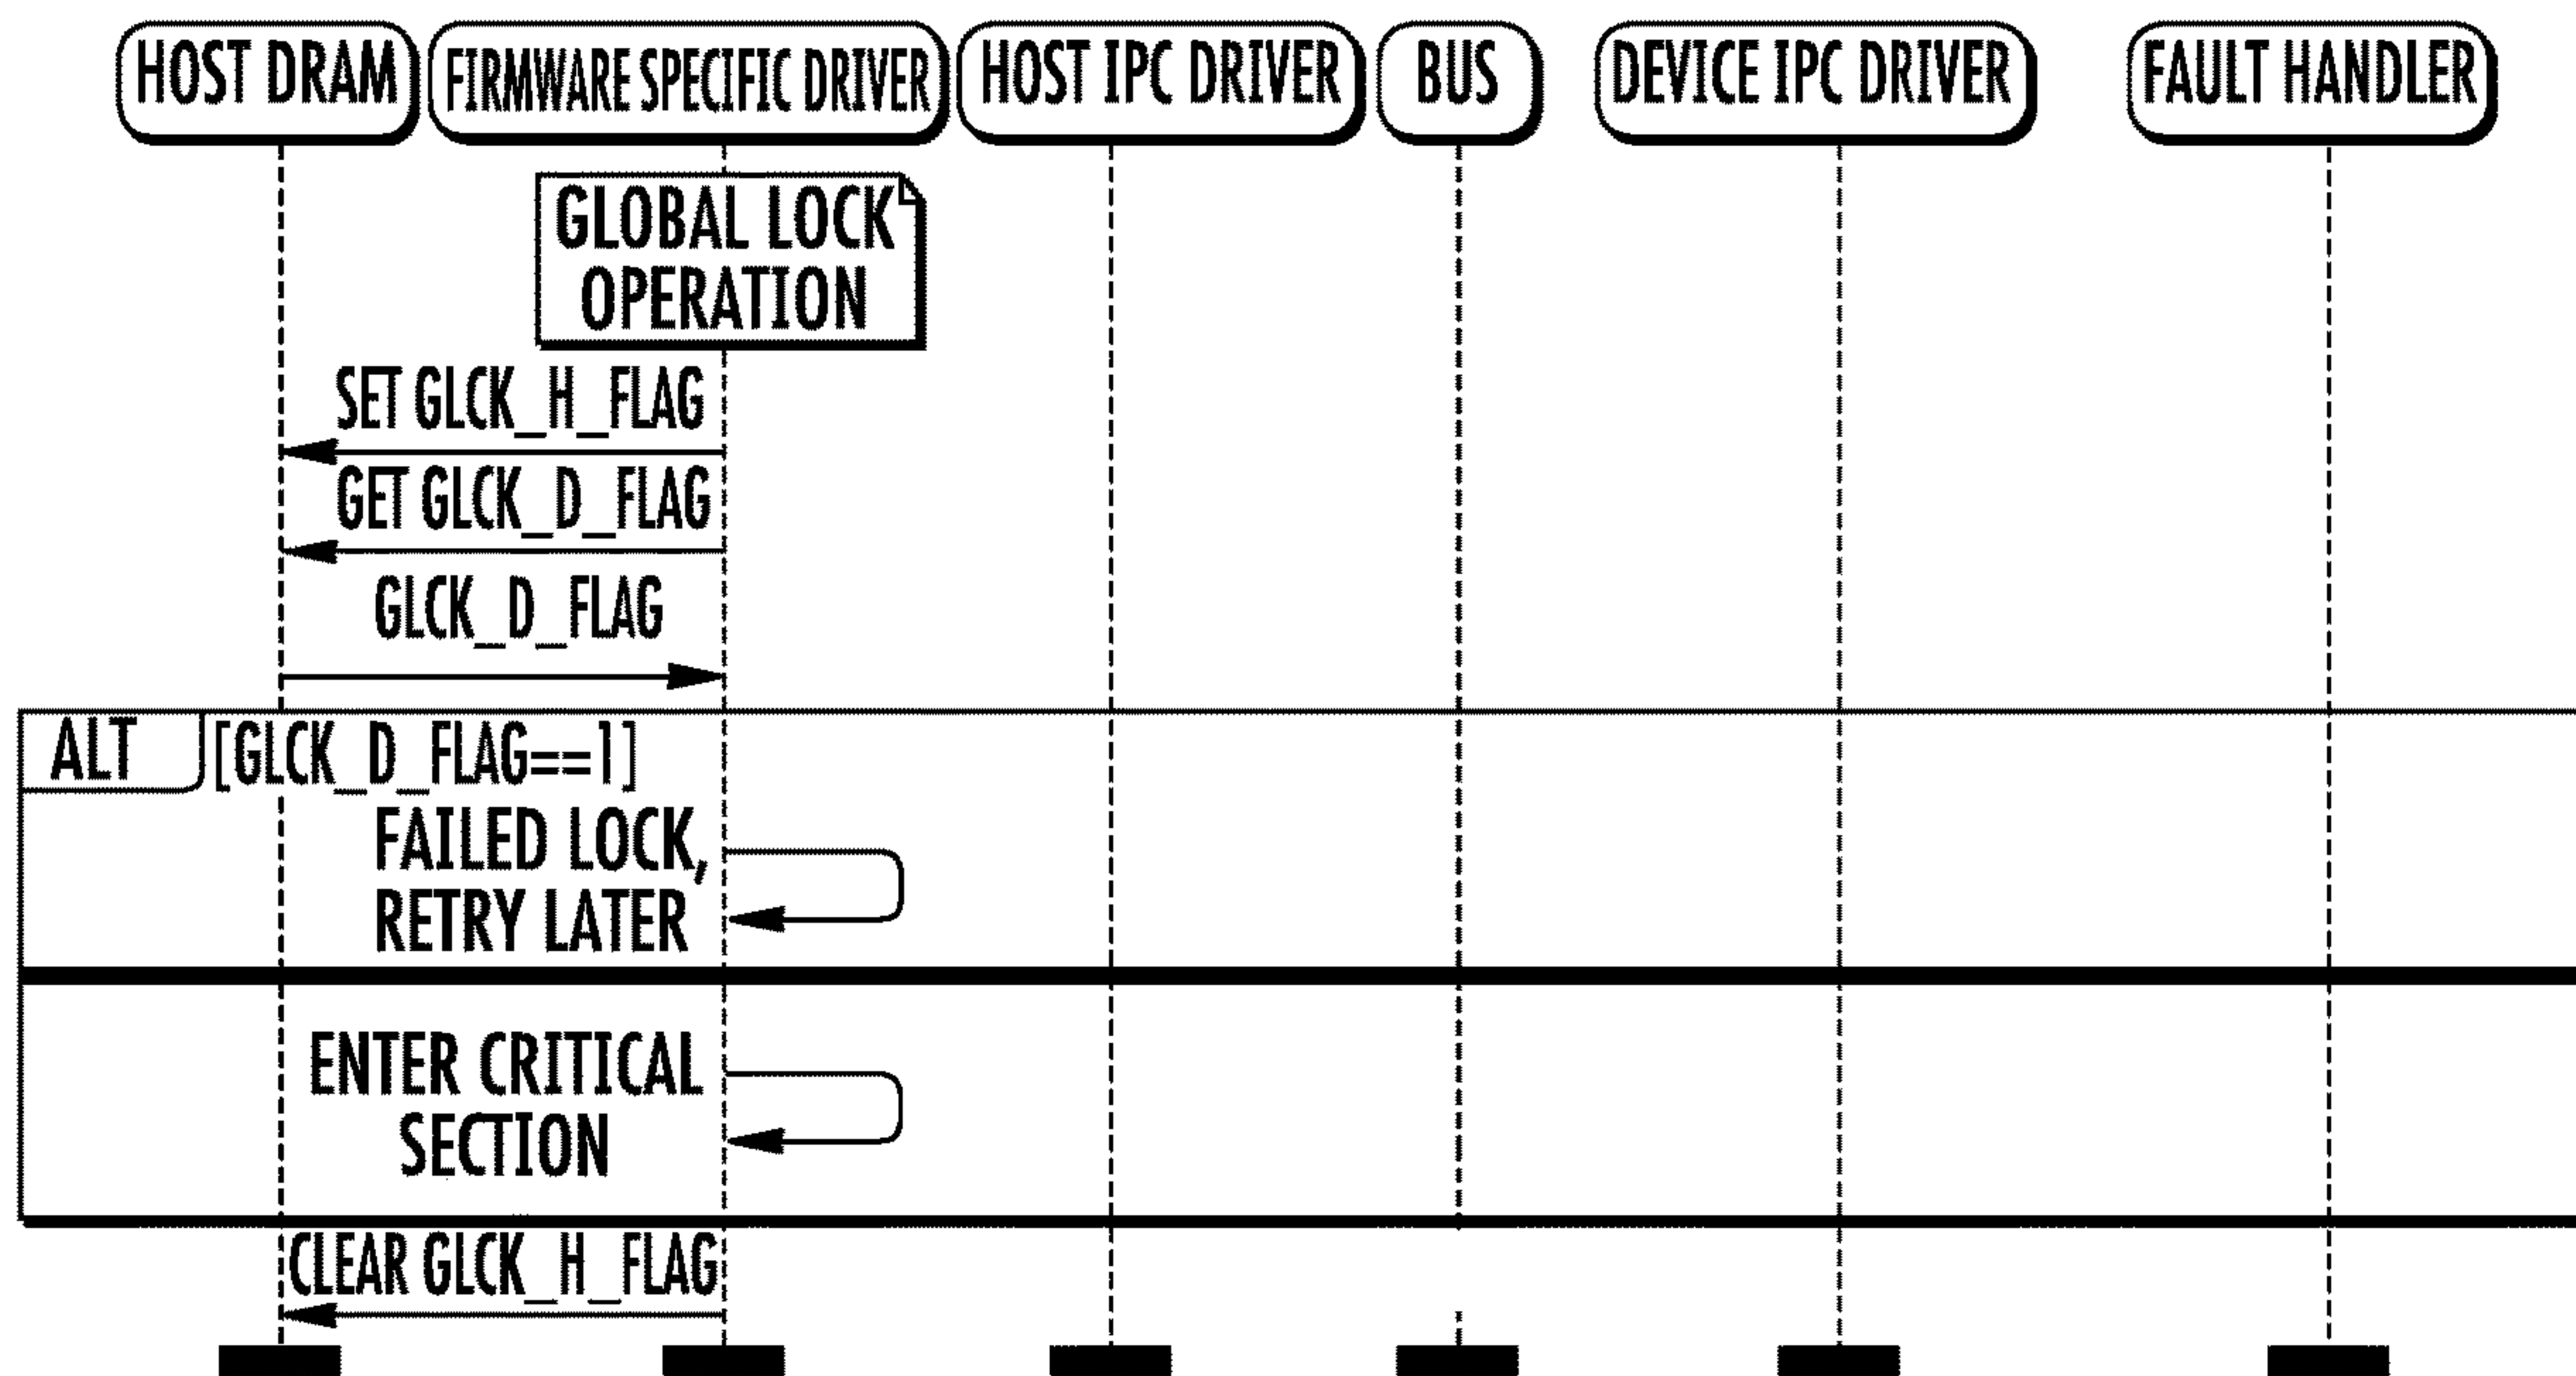 HOST DRAM
FIRMWARE SPECIFIC DRIVER
HOST IPC DRIVER
BUS
DEVICE IPC DRIVER
FAULT HANDLER
GLOBAL LOCK
OPERATION
SET GLCK_H_FLAG
GET GLCK_D_FLAG
GLCK_D_FLAG
ALT
[GLCK_D_FLAG==1]
FAILED LOCK,
RETRY LATER
ENTER CRITICAL
SECTION
CLEAR GLCK_H_FLAG